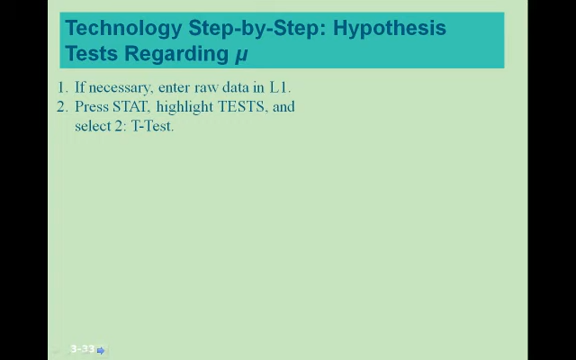 Technology Step-by-Step: Hypothesis
Tests Regarding μ
1. If necessary, enter raw data in L1.
2. Press STAT, highlight TESTS, and
select 2: T-Test.
3-33